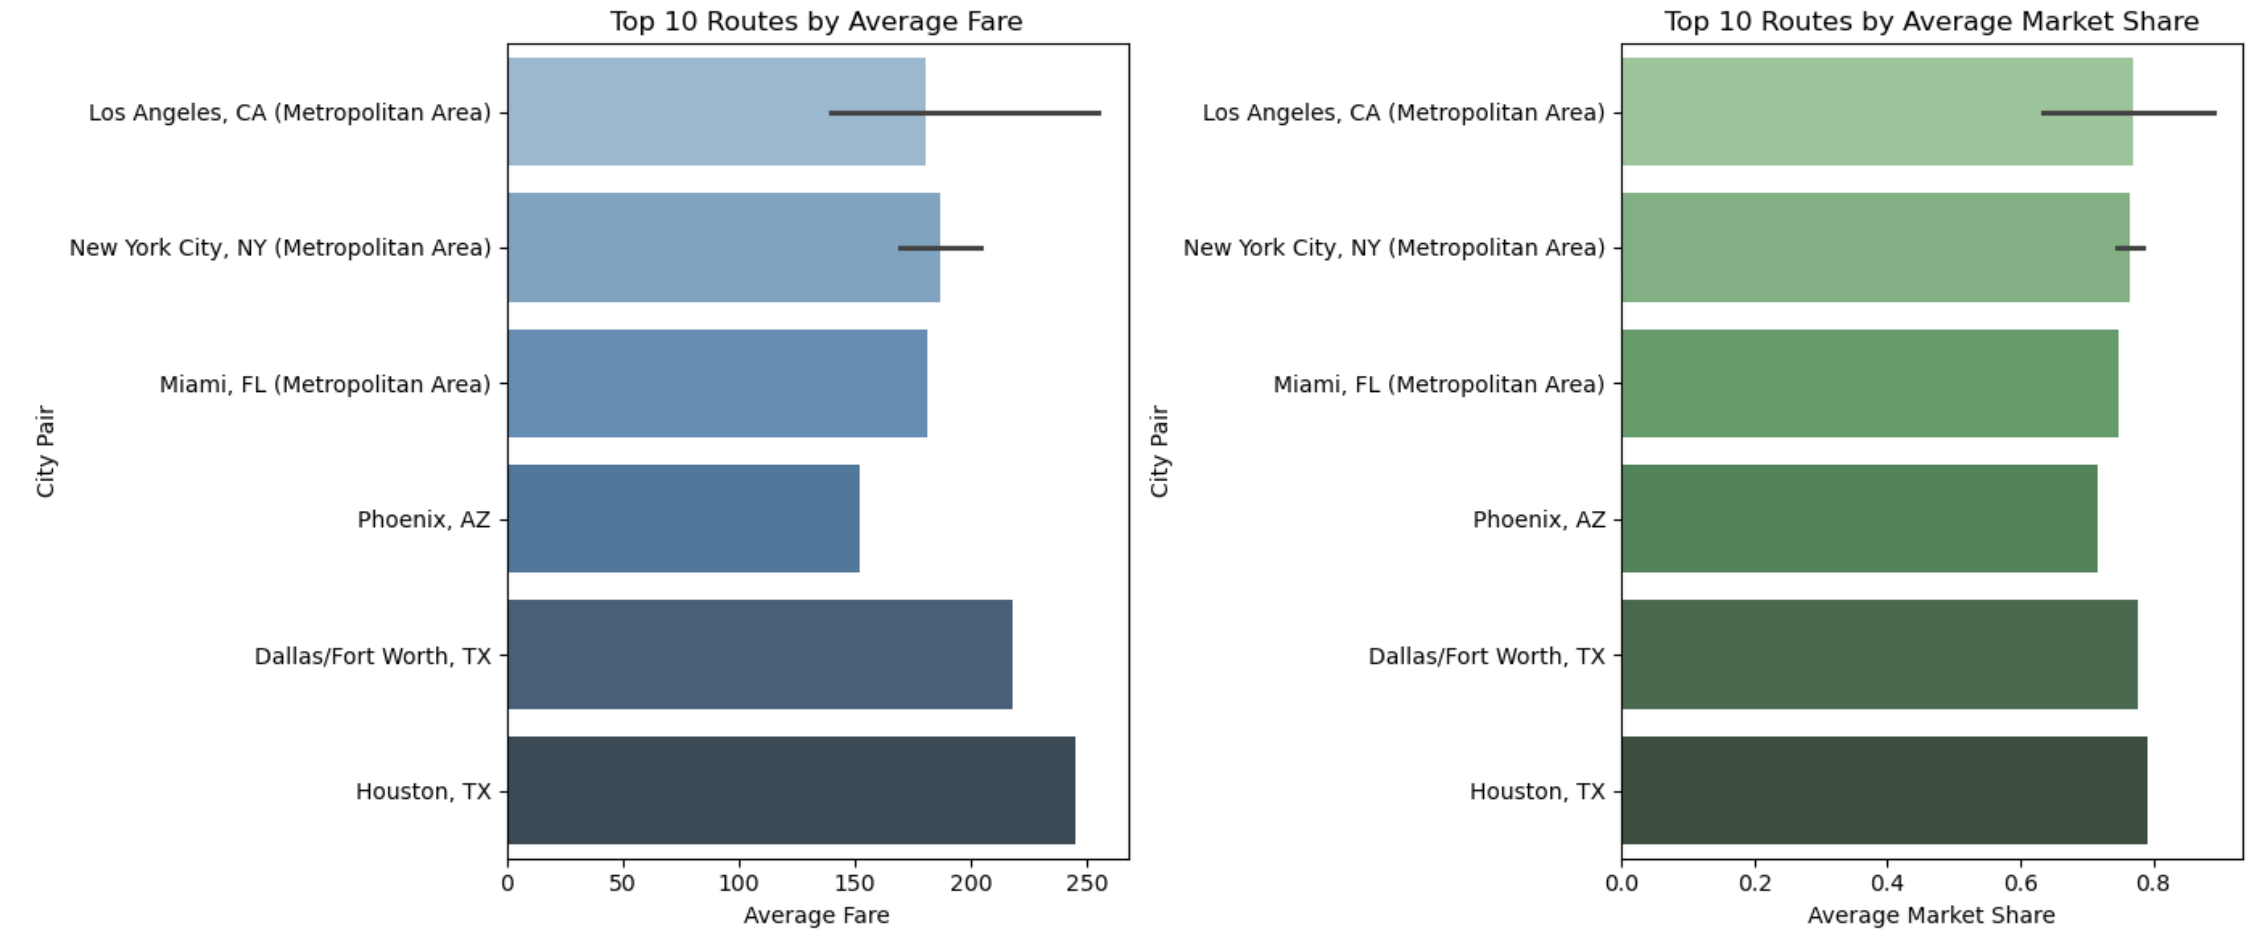 Top 10 Routes by Average Fare
City Pair
Los Angeles, CA (Metropolitan Area)
New York City, NY (Metropolitan Area)
Miami, FL (Metropolitan Area)
Phoenix, AZ
Dallas/Fort Worth, TX
Houston, TX
0 50 100 150 200 250
Average Fare
Top 10 Routes by Average Market Share
City Pair
Los Angeles, CA (Metropolitan Area)
New York City, NY (Metropolitan Area)
Miami, FL (Metropolitan Area)
Phoenix, AZ
Dallas/Fort Worth, TX
Houston, TX
0.0 0.2 0.4 0.6 0.8
Average Market Share